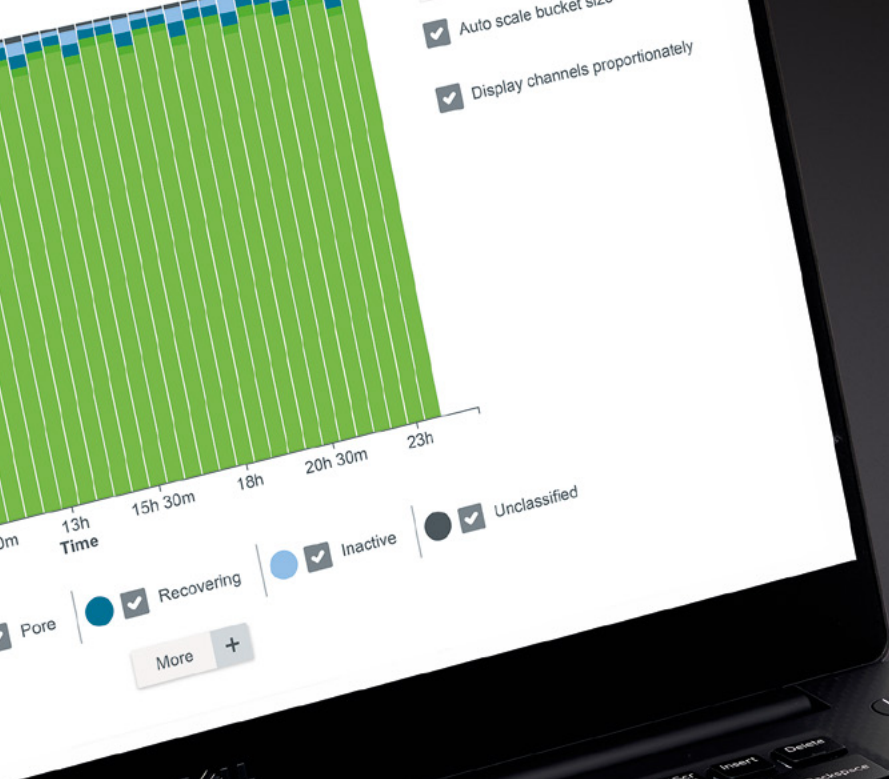 Auto scale bucket size
Display channels proportionately
13h
15h 30m
18h
20h 30m
23h
Time
Pore
Recovering
Inactive
Unclassified
More +
Insert
Delete